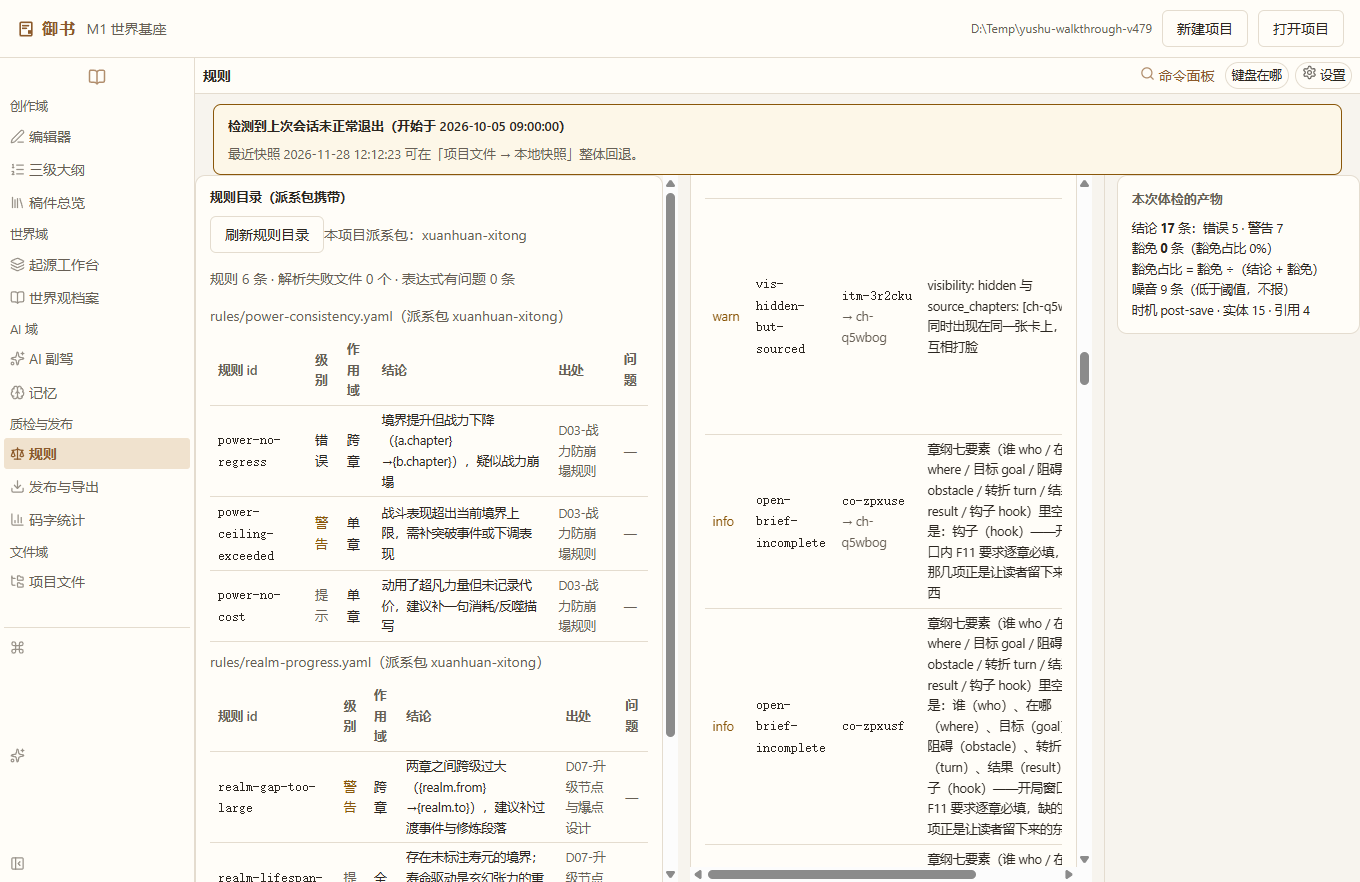 御书 M1 世界基座
D:\Temp\yushu-walkthrough-v479 新建项目 打开项目
创作域
编辑器
三级大纲
稿件总览
世界域
起源工作台
世界观档案
AI 域
AI 副驾
记忆
质检与发布
规则
发布与导出
码字统计
文件域
项目文件
规则
命令面板 键盘在哪 设置
检测到上次会话未正常退出（开始于 2026-10-05 09:00:00）
最近快照 2026-11-28 12:12:23 可在「项目文件 → 本地快照」整体回退。
规则目录（派系包携带）
刷新规则目录 本项目派系包：xuanhuan-xitong
规则 6 条 · 解析失败文件 0 个 · 表达式有问题 0 条
rules/power-consistency.yaml（派系包 xuanhuan-xitong）
规则 id 级别 作用域 结论 出处 问题
power-no-regress 错误 跨章 境界提升但战力下降（{a.chapter}→{b.chapter}），疑似战力崩塌 D03-战力防崩塌规则 —
power-ceiling-exceeded 警告 单章 战斗表现超出当前境界上限，需补突破事件或下调表现 D03-战力防崩塌规则 —
power-no-cost 提示 单章 动用了超凡力量但未记录代价，建议补一句消耗/反噬描写 D03-战力防崩塌规则 —
rules/realm-progress.yaml（派系包 xuanhuan-xitong）
规则 id 级别 作用域 结论 出处 问题
realm-gap-too-large 警告 跨章 两章之间跨级过大（{realm.from}→{realm.to}），建议补过渡事件与修炼段落 D07-升级节点与爆点设计 —
realm-lifespan- 提 全 存在未标注寿元的境界；寿命驱动是玄幻张力的重 D07-升级节点
warn
vis-hidden-but-sourced
itm-3r2cku
→ ch-q5wbog
visibility: hidden 与
source_chapters: [ch-q5w
同时出现在同一张卡上，
互相打脸
info
open-brief-incomplete
co-zpxuse
→ ch-q5wbog
章纲七要素（谁 who / 在
where / 目标 goal / 阻碍
obstacle / 转折 turn / 结
result / 钩子 hook）里空
是：钩子（hook）——开
口内 F11 要求逐章必填，
那几项正是让读者留下来
西
info
open-brief-incomplete
co-zpxusf
章纲七要素（谁 who / 在
where / 目标 goal / 阻碍
obstacle / 转折 turn / 结
result / 钩子 hook）里空
是：谁（who）、在哪
（where）、目标（goal
阻碍（obstacle）、转折
（turn）、结果（result）
子（hook）——开局窗口
F11 要求逐章必填，缺的
项正是让读者留下来的东
章纲七要素（谁 who / 在
本次体检的产物
结论 17 条：错误 5 · 警告 7
豁免 0 条（豁免占比 0%）
豁免占比 = 豁免 ÷（结论 + 豁免）
噪音 9 条（低于阈值，不报）
时机 post-save · 实体 15 · 引用 4